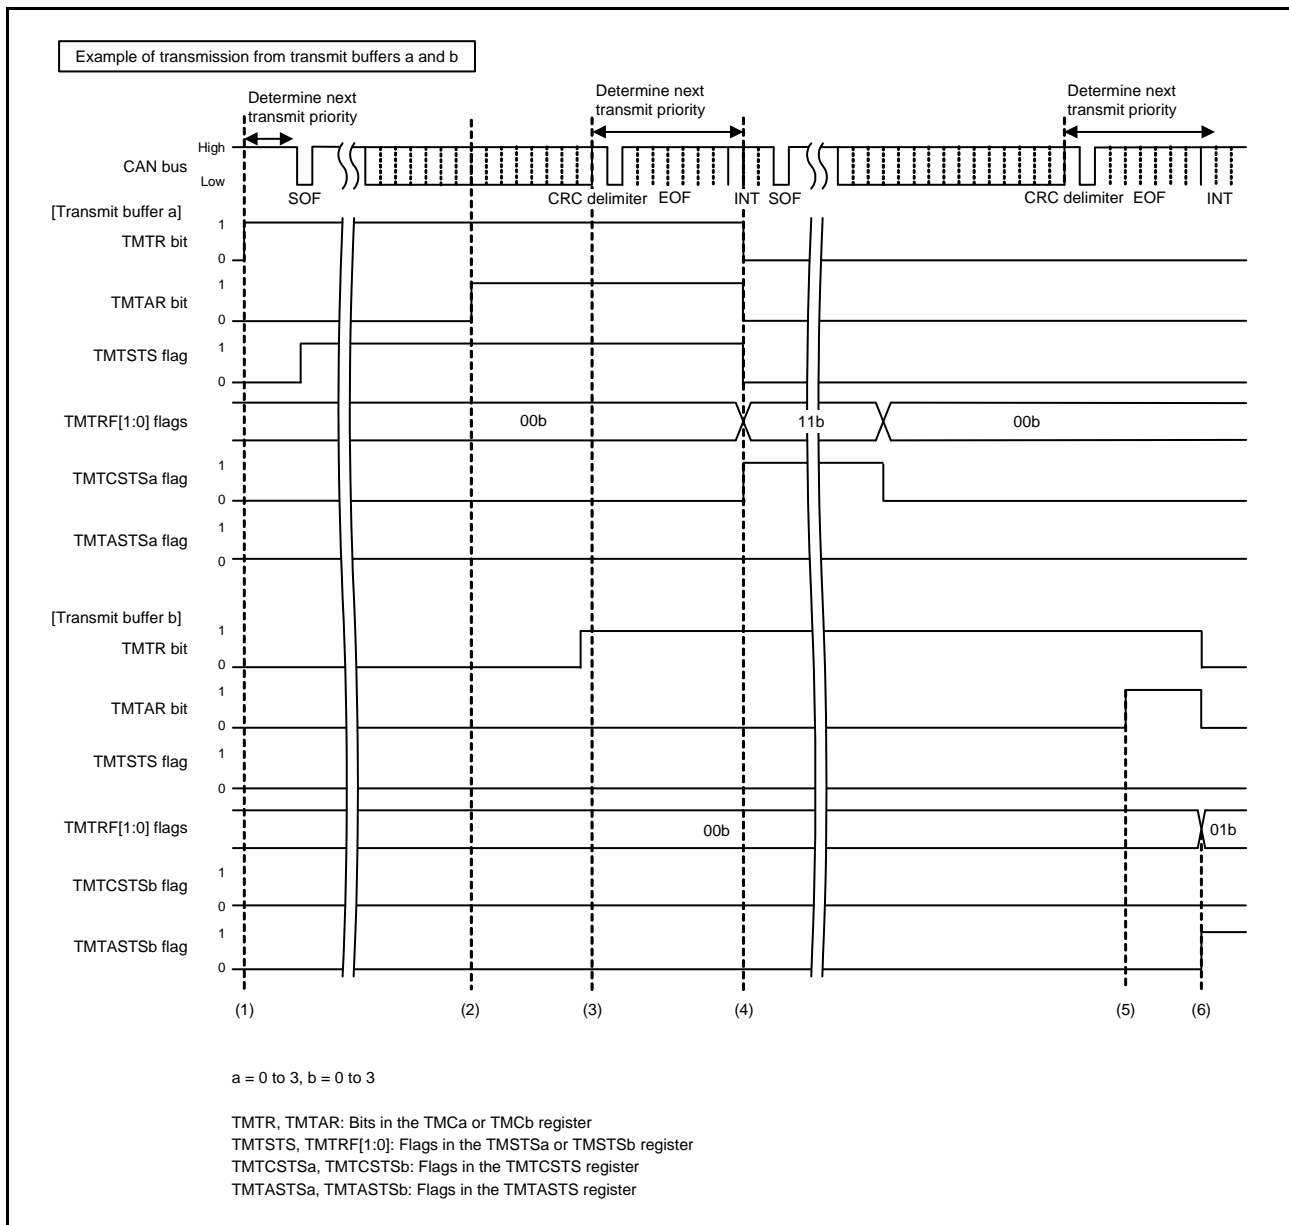 Example of transmission from transmit buffers a and b
Determine next
transmit priority
Determine next
transmit priority
Determine next
transmit priority
High
CAN bus
Low
SOF
CRC delimiter
EOF
INT
SOF
CRC delimiter
EOF
INT
[Transmit buffer a]
1
TMTR bit
0
1
TMTAR bit
0
1
TMTSTS flag
0
TMTRF[1:0] flags
00b
11b
00b
1
TMTCSTSa flag
0
1
TMTASTSa flag
0
[Transmit buffer b]
1
TMTR bit
0
1
TMTAR bit
0
1
TMTSTS flag
0
TMTRF[1:0] flags
00b
01b
1
TMTCSTSb flag
0
1
TMTASTSb flag
0
(1)
(2)
(3)
(4)
(5)
(6)
a = 0 to 3, b = 0 to 3
TMTR, TMTAR: Bits in the TMCa or TMCb register
TMTSTS, TMTRF[1:0]: Flags in the TMSTSa or TMSTSb register
TMTCSTSa, TMTCSTSb: Flags in the TMTCSTS register
TMTASTSa, TMTASTSb: Flags in the TMTASTS register